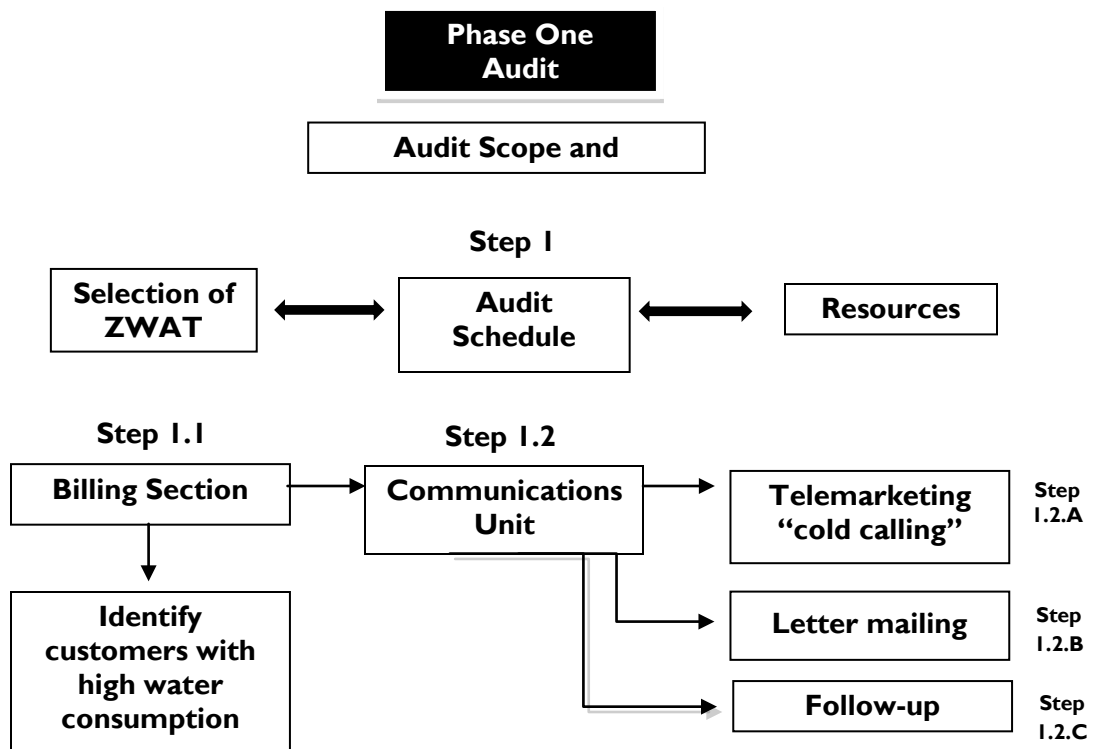 Phase One
Audit
Audit Scope and
Step 1
Selection of
ZWAT
Audit
Schedule
Resources
Step 1.1
Step 1.2
Billing Section
Communications
Unit
Telemarketing
“cold calling”
Step
1.2.A
Identify
customers with
high water
consumption
Letter mailing
Step
1.2.B
Follow-up
Step
1.2.C